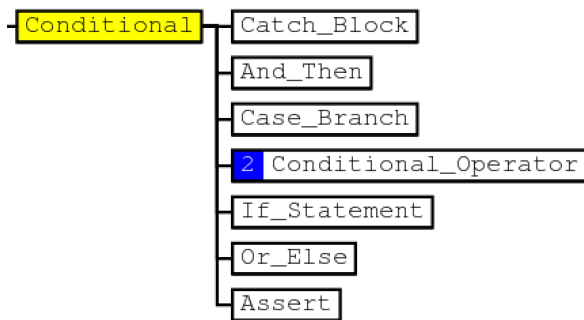 Conditional
Catch_Block
And_Then
Case_Branch
2 Conditional_Operator
If_Statement
Or_Else
Assert